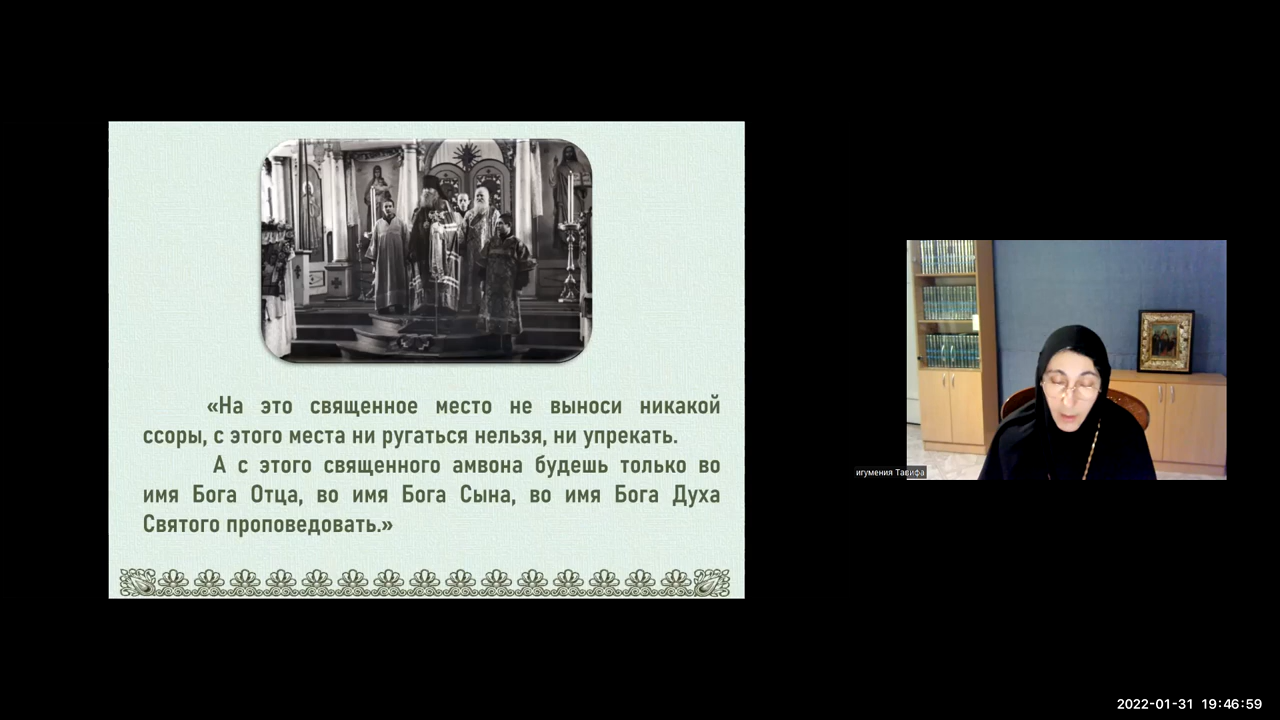 «На это священное место не выноси никакой
ссоры, с этого места ни ругаться нельзя, ни упрекать.
А с этого священного амвона будешь только во
имя Бога Отца, во имя Бога Сына, во имя Бога Духа
Святого проповедовать.»
игумения Тавифа
2022-01-31 19:46:59